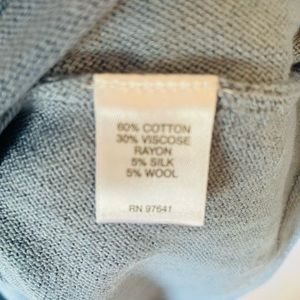 60% COTTON
30% VISCOSE
RAYON
5% SILK
5% WOOL
RN 97641